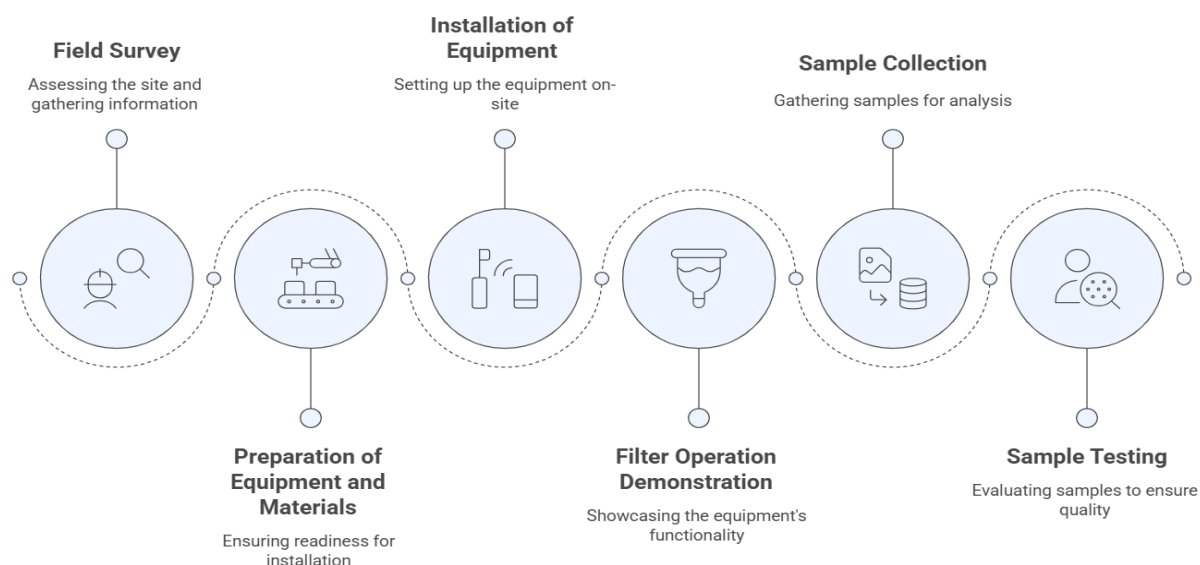 Field Survey
Assessing the site and
gathering information
Preparation of
Equipment and
Materials
Ensuring readiness for
installation
Installation of
Equipment
Setting up the equipment on-
site
Filter Operation
Demonstration
Showcasing the equipment's
functionality
Sample Collection
Gathering samples for analysis
Sample Testing
Evaluating samples to ensure
quality